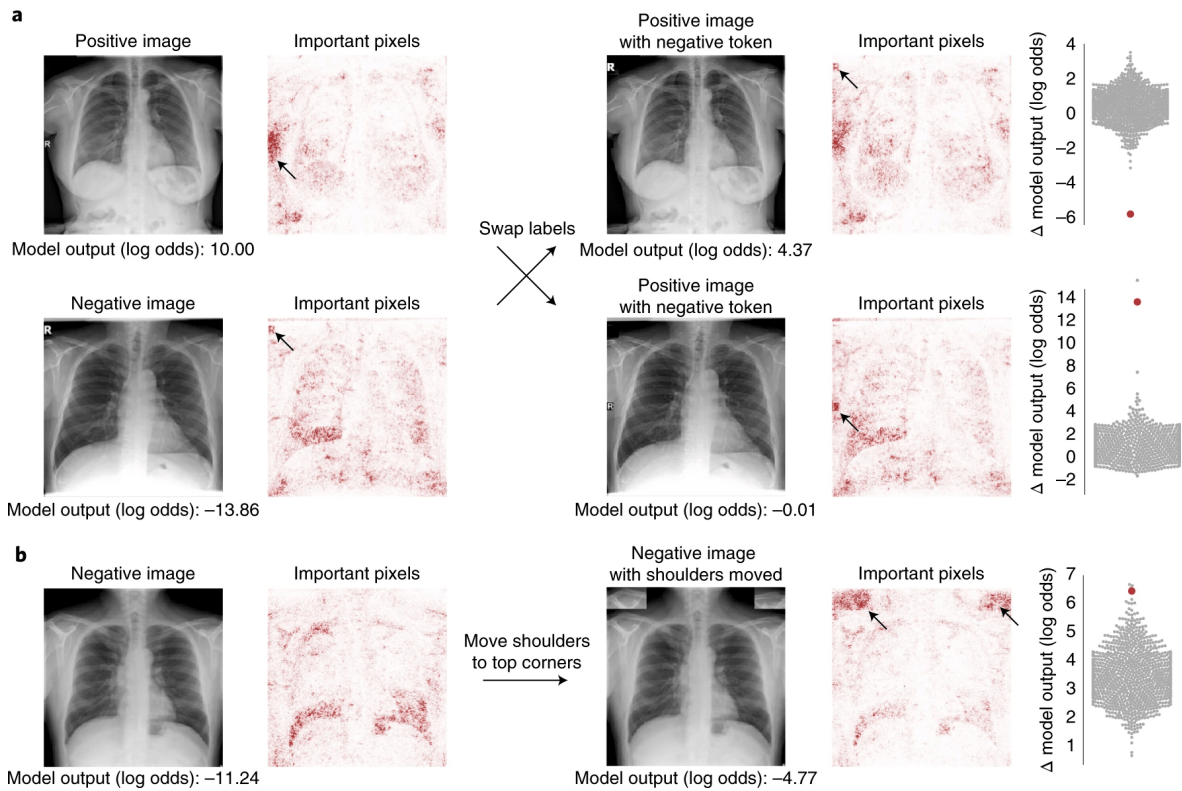 a
Positive image
Important pixels
Positive image
with negative token
Important pixels
R
R
R
Model output (log odds): 10.00
Swap labels
Model output (log odds): 4.37
4
2
0
–2
–4
–6
Δ model output (log odds)
Negative image
Important pixels
Positive image
with negative token
Important pixels
R
R
R
Model output (log odds): –13.86
Model output (log odds): –0.01
14
12
10
8
6
4
2
0
–2
Δ model output (log odds)
b
Negative image
Important pixels
Move shoulders
to top corners
Negative image
with shoulders moved
Important pixels
Model output (log odds): –11.24
Model output (log odds): –4.77
7
6
5
4
3
2
1
Δ model output (log odds)